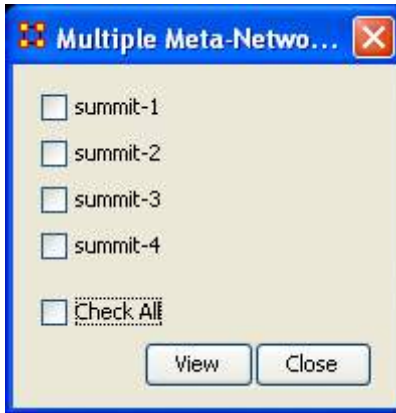 Multiple Meta-Netwo...
summit-1
summit-2
summit-3
summit-4
Check All
View Close